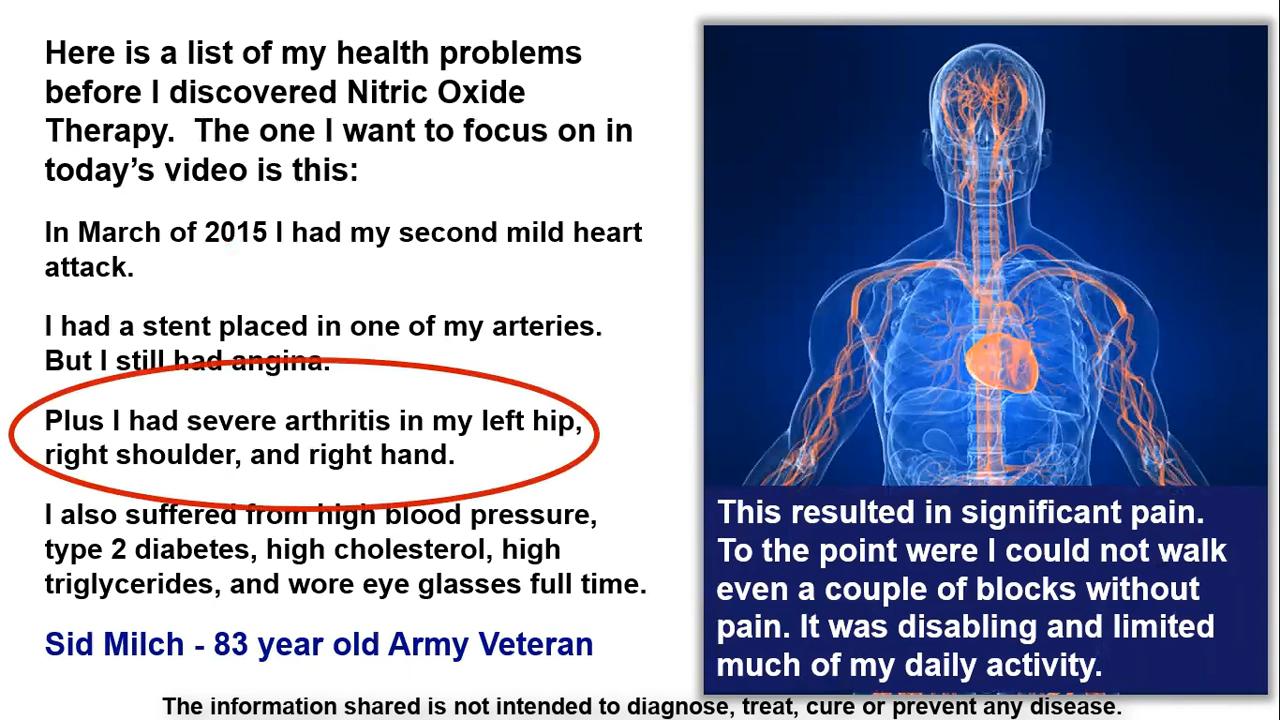 Here is a list of my health problems
before I discovered Nitric Oxide
Therapy.  The one I want to focus on in
today's video is this:
In March of 2015 I had my second mild heart
attack.
I had a stent placed in one of my arteries.
But I still had angina.
Plus I had severe arthritis in my left hip,
right shoulder, and right hand.
I also suffered from high blood pressure,
type 2 diabetes, high cholesterol, high
triglycerides, and wore eye glasses full time.
Sid Milch - 83 year old Army Veteran
This resulted in significant pain.
To the point were I could not walk
even a couple of blocks without
pain. It was disabling and limited
much of my daily activity.
The information shared is not intended to diagnose, treat, cure or prevent any disease.